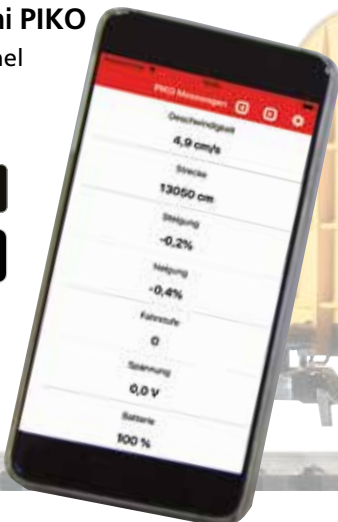 ni PIKO
nel
PIKO Messwagen
Geschwindigkeit
4,9 cm/s
Strecke
13050 cm
Steigung
-0,2%
Neigung
-0,4%
Fahrstufe
0
Spannung
0,0 V
Batterie
100 %